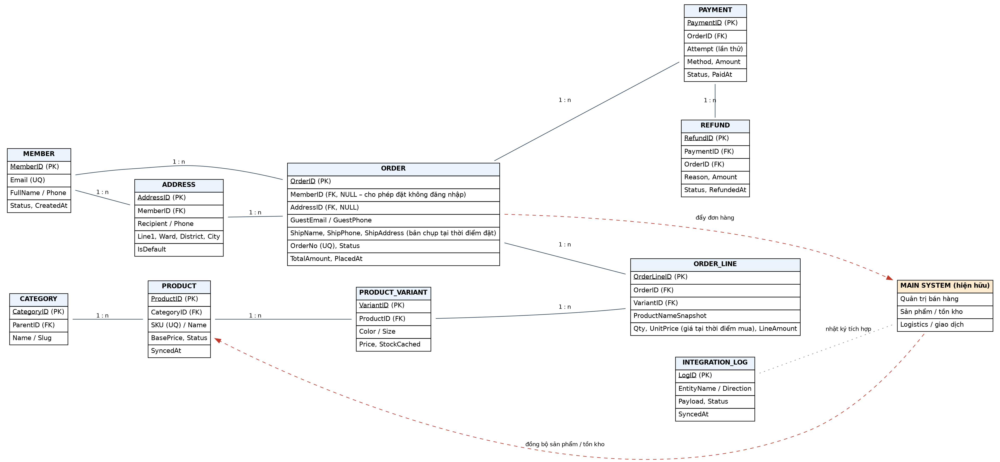 PAYMENT
PaymentID (PK)
OrderID (FK)
Attempt (lần thử)
Method, Amount
Status, PaidAt
1 : n
1 : n
REFUND
RefundID (PK)
PaymentID (FK)
OrderID (FK)
Reason, Amount
Status, RefundedAt
MEMBER
MemberID (PK)
Email (UQ)
FullName / Phone
Status, CreatedAt
1 : n
1 : n
ADDRESS
AddressID (PK)
MemberID (FK)
Recipient / Phone
Line1, Ward, District, City
IsDefault
1 : n
ORDER
OrderID (PK)
MemberID (FK, NULL – cho phép đặt không đăng nhập)
AddressID (FK, NULL)
GuestEmail / GuestPhone
ShipName, ShipPhone, ShipAddress (bản chụp tại thời điểm đặt)
OrderNo (UQ), Status
TotalAmount, PlacedAt
đẩy đơn hàng
1 : n
ORDER_LINE
OrderLineID (PK)
OrderID (FK)
VariantID (FK)
ProductNameSnapshot
Qty, UnitPrice (giá tại thời điểm mua), LineAmount
MAIN SYSTEM (hiện hữu)
Quản trị bán hàng
Sản phẩm / tồn kho
Logistics / giao dịch
CATEGORY
CategoryID (PK)
ParentID (FK)
Name / Slug
1 : n
PRODUCT
ProductID (PK)
CategoryID (FK)
SKU (UQ) / Name
BasePrice, Status
SyncedAt
1 : n
PRODUCT_VARIANT
VariantID (PK)
ProductID (FK)
Color / Size
Price, StockCached
1 : n
nhật ký tích hợp
INTEGRATION_LOG
LogID (PK)
EntityName / Direction
Payload, Status
SyncedAt
đồng bộ sản phẩm / tồn kho